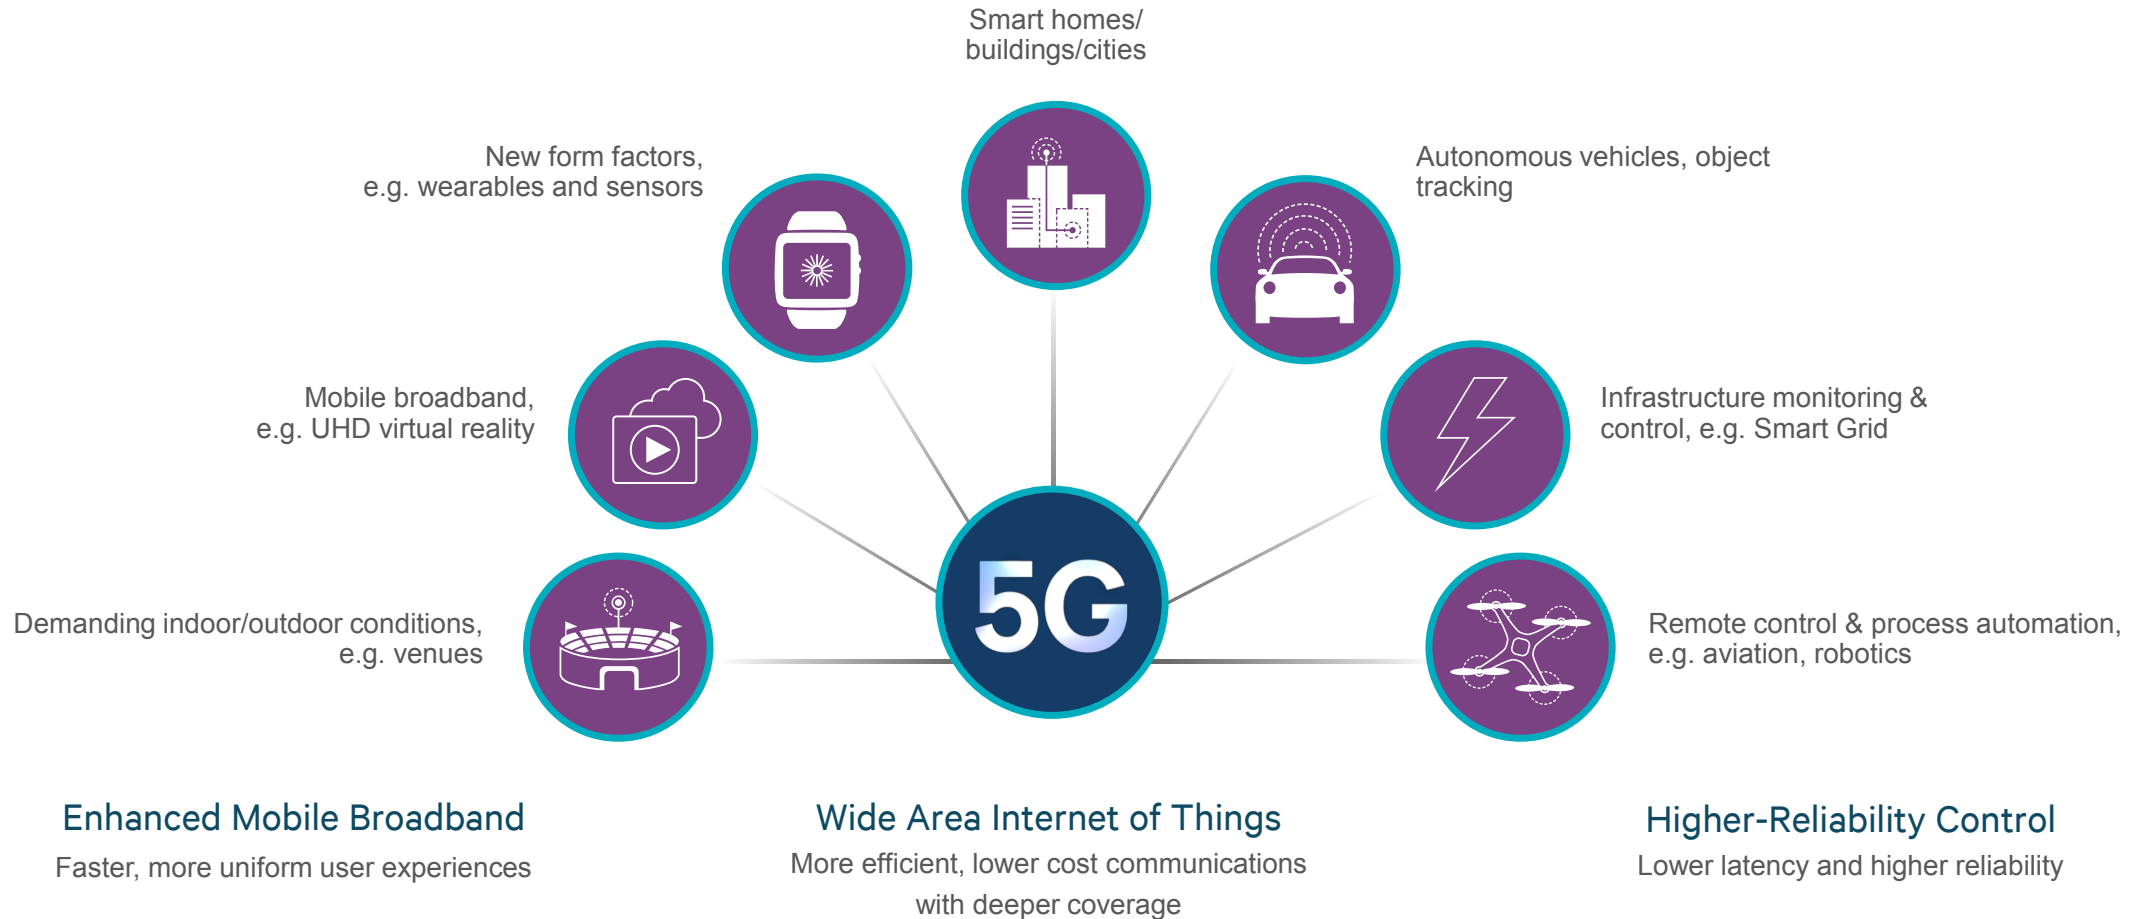 Smart homes/
buildings/cities
New form factors,
e.g. wearables and sensors
Autonomous vehicles, object
tracking
Mobile broadband,
e.g. UHD virtual reality
Infrastructure monitoring &
control, e.g. Smart Grid
5G
Demanding indoor/outdoor conditions,
e.g. venues
Remote control & process automation,
e.g. aviation, robotics
Enhanced Mobile Broadband
Faster, more uniform user experiences
Wide Area Internet of Things
More efficient, lower cost communications
with deeper coverage
Higher-Reliability Control
Lower latency and higher reliability